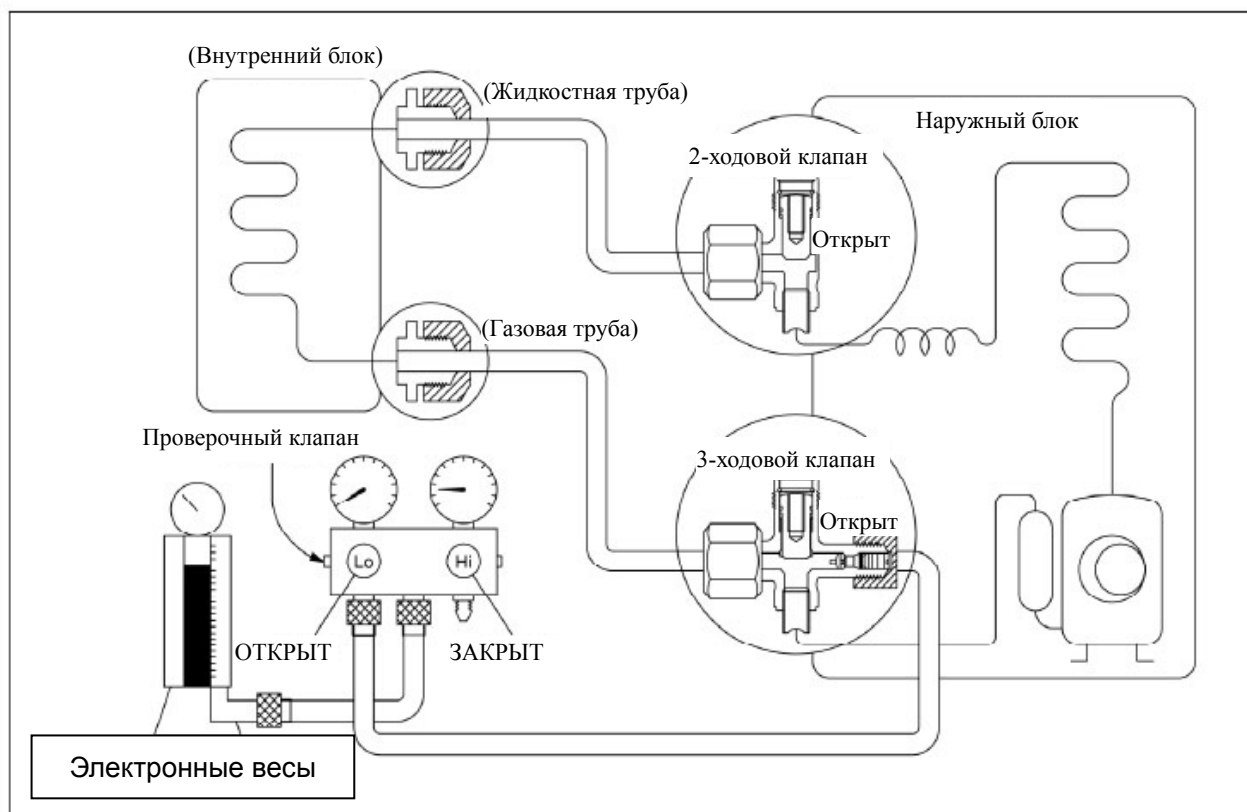 (Внутренний блок)
(Жидкостная труба)
Наружный блок
2-ходовой клапан
Открыт
(Газовая труба)
Проверочный клапан
3-ходовой клапан
Открыт
Lo
Hi
ОТКРЫТ
ЗАКРЫТ
Электронные весы